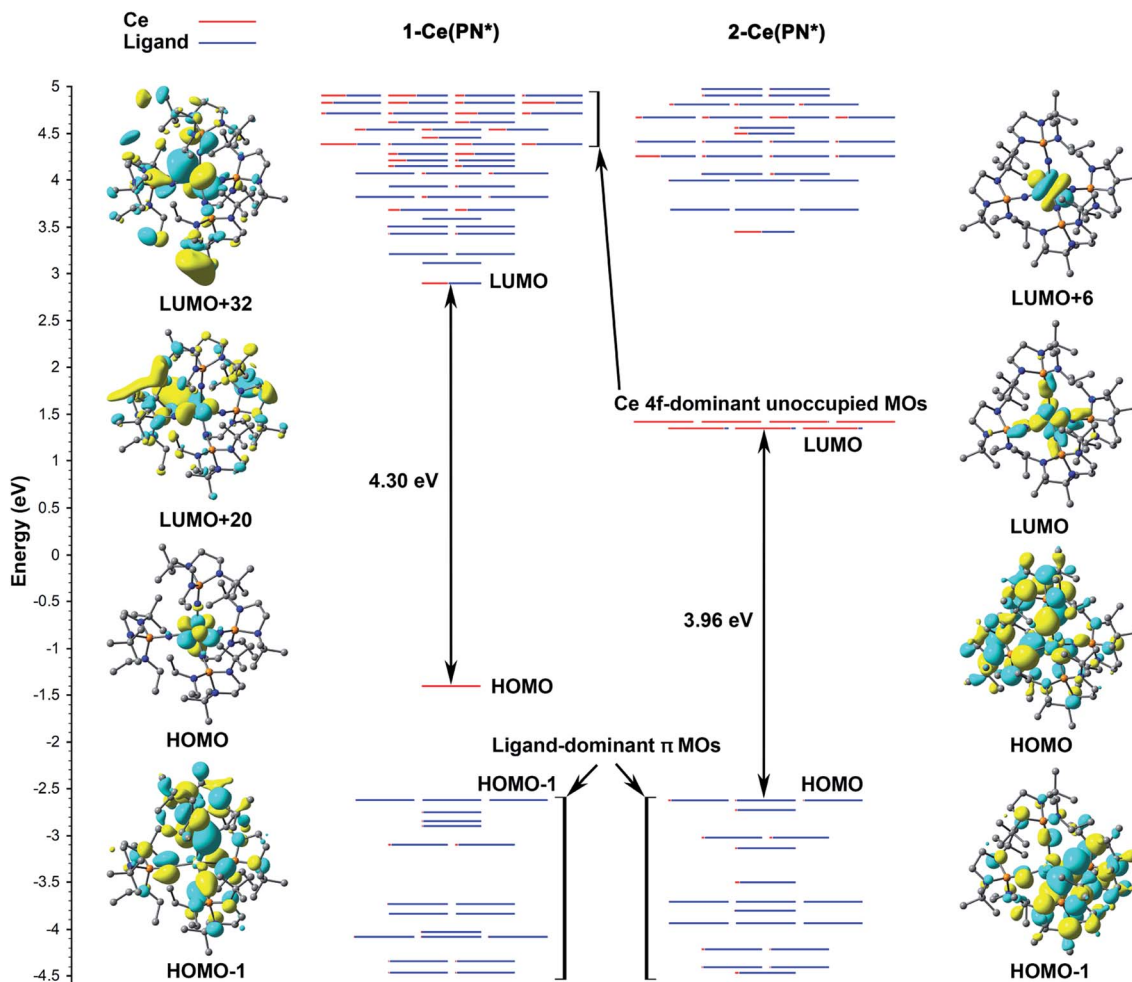 Ce
Ligand
1-Ce(PN*)
2-Ce(PN*)
Energy (eV)
5
4.5
4
3.5
3
2.5
2
1.5
1
0.5
0
-0.5
-1
-1.5
-2
-2.5
-3
-3.5
-4
-4.5
LUMO+32
LUMO+20
HOMO
HOMO-1
LUMO
4.30 eV
HOMO
HOMO-1
Ce 4f-dominant unoccupied MOs
LUMO
3.96 eV
Ligand-dominant π MOs
HOMO
LUMO+6
LUMO
HOMO
HOMO-1